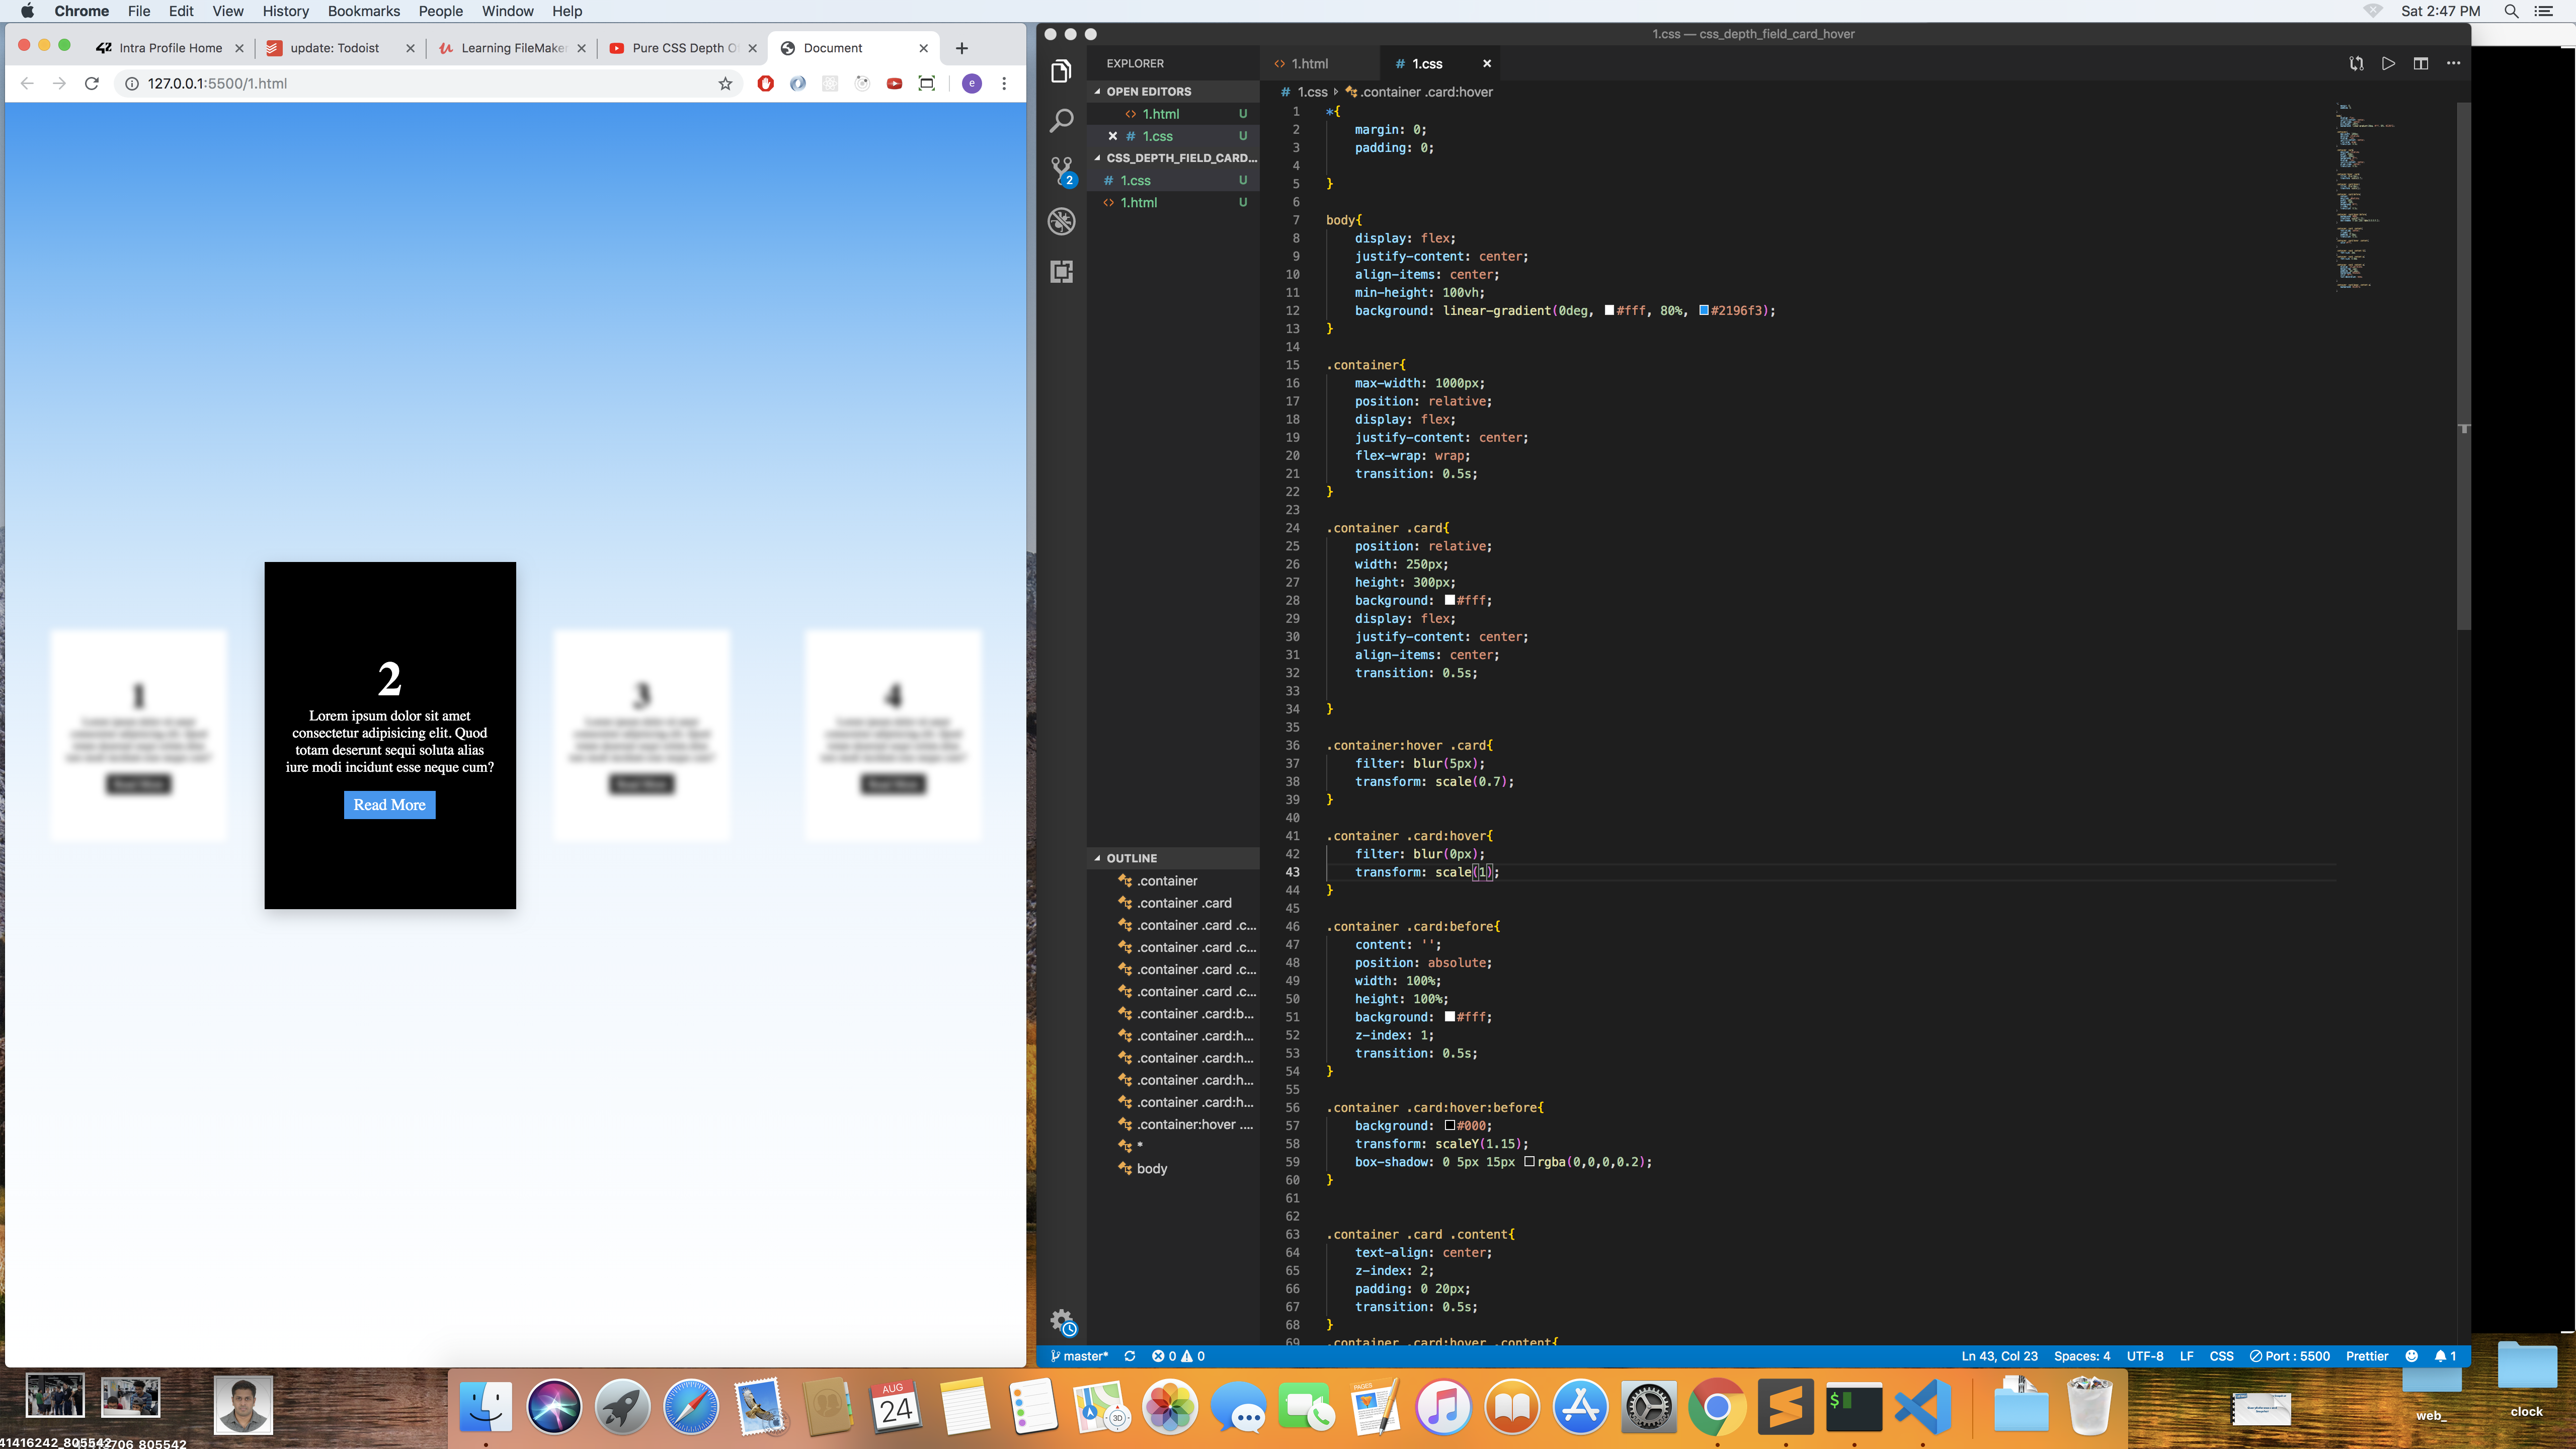 Chrome File Edit View History Bookmarks People Window Help
Sat 2:47 PM
Intra Profile Home
update: Todoist
Learning FileMaker
Pure CSS Depth O
Document
127.0.0.1:5500/1.html
e
1
2
Lorem ipsum dolor sit amet
consectetur adipisicing elit. Quod
totam deserunt sequi soluta alias
iure modi incidunt esse neque cum?
Read More
3
4
1.css — css_depth_field_card_hover
EXPLORER
OPEN EDITORS
1.html U
1.css U
CSS_DEPTH_FIELD_CARD...
1.css U
1.html U
2
OUTLINE
.container
.container .card
.container .card .c...
.container .card .c...
.container .card .c...
.container .card .c...
.container .card:b...
.container .card:h...
.container .card:h...
.container .card:h...
.container .card:h...
.container:hover ....
*
body
1.html
# 1.css
# 1.css .container .card:hover
1 *{
2 margin: 0;
3 padding: 0;
4
5 }
6
7 body{
8 display: flex;
9 justify-content: center;
10 align-items: center;
11 min-height: 100vh;
12 background: linear-gradient(0deg, #fff, 80%, #2196f3);
13 }
14
15 .container{
16 max-width: 1000px;
17 position: relative;
18 display: flex;
19 justify-content: center;
20 flex-wrap: wrap;
21 transition: 0.5s;
22 }
23
24 .container .card{
25 position: relative;
26 width: 250px;
27 height: 300px;
28 background: #fff;
29 display: flex;
30 justify-content: center;
31 align-items: center;
32 transition: 0.5s;
33
34 }
35
36 .container:hover .card{
37 filter: blur(5px);
38 transform: scale(0.7);
39 }
40
41 .container .card:hover{
42 filter: blur(0px);
43 transform: scale(1);
44 }
45
46 .container .card:before{
47 content: '';
48 position: absolute;
49 width: 100%;
50 height: 100%;
51 background: #fff;
52 z-index: 1;
53 transition: 0.5s;
54 }
55
56 .container .card:hover:before{
57 background: #000;
58 transform: scaleY(1.15);
59 box-shadow: 0 5px 15px rgba(0,0,0,0.2);
60 }
61
62
63 .container .card .content{
64 text-align: center;
65 z-index: 2;
66 padding: 0 20px;
67 transition: 0.5s;
68 }
69 .container .card:hover .content{
master* 0 0
Ln 43, Col 23 Spaces: 4 UTF-8 LF CSS Port : 5500 Prettier 1
AUG
24
3D
PAGES
$
web_
clock